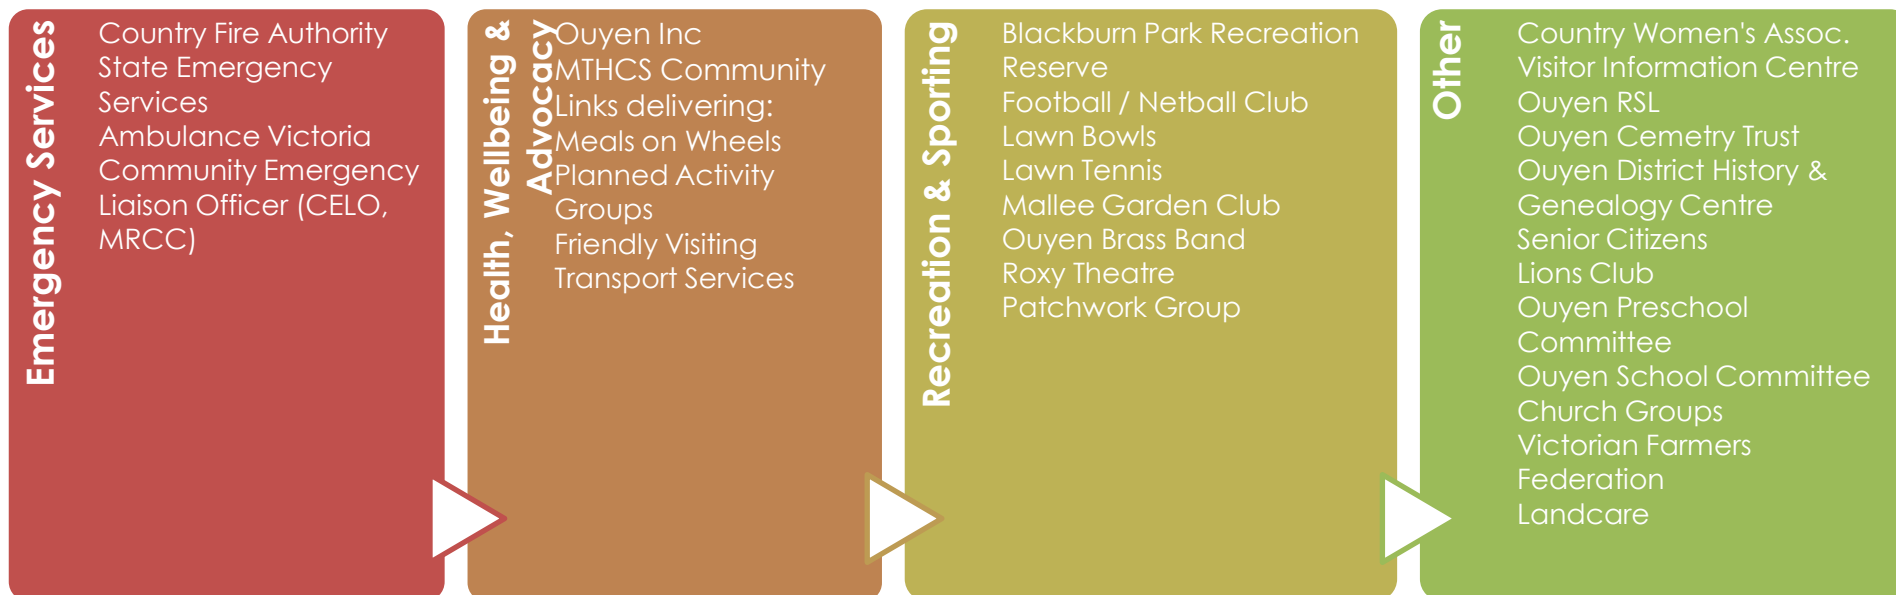 Emergency Services
Country Fire Authority
State Emergency
Services
Ambulance Victoria
Community Emergency
Liaison Officer (CELO,
MRCC)
Health, Wellbeing &
Advocacy
Ouyen Inc
MTHCS Community
Links delivering:
Meals on Wheels
Planned Activity
Groups
Friendly Visiting
Transport Services
Recreation & Sporting
Blackburn Park Recreation
Reserve
Football / Netball Club
Lawn Bowls
Lawn Tennis
Mallee Garden Club
Ouyen Brass Band
Roxy Theatre
Patchwork Group
Other
Country Women's Assoc.
Visitor Information Centre
Ouyen RSL
Ouyen Cemetry Trust
Ouyen District History &
Genealogy Centre
Senior Citizens
Lions Club
Ouyen Preschool
Committee
Ouyen School Committee
Church Groups
Victorian Farmers
Federation
Landcare